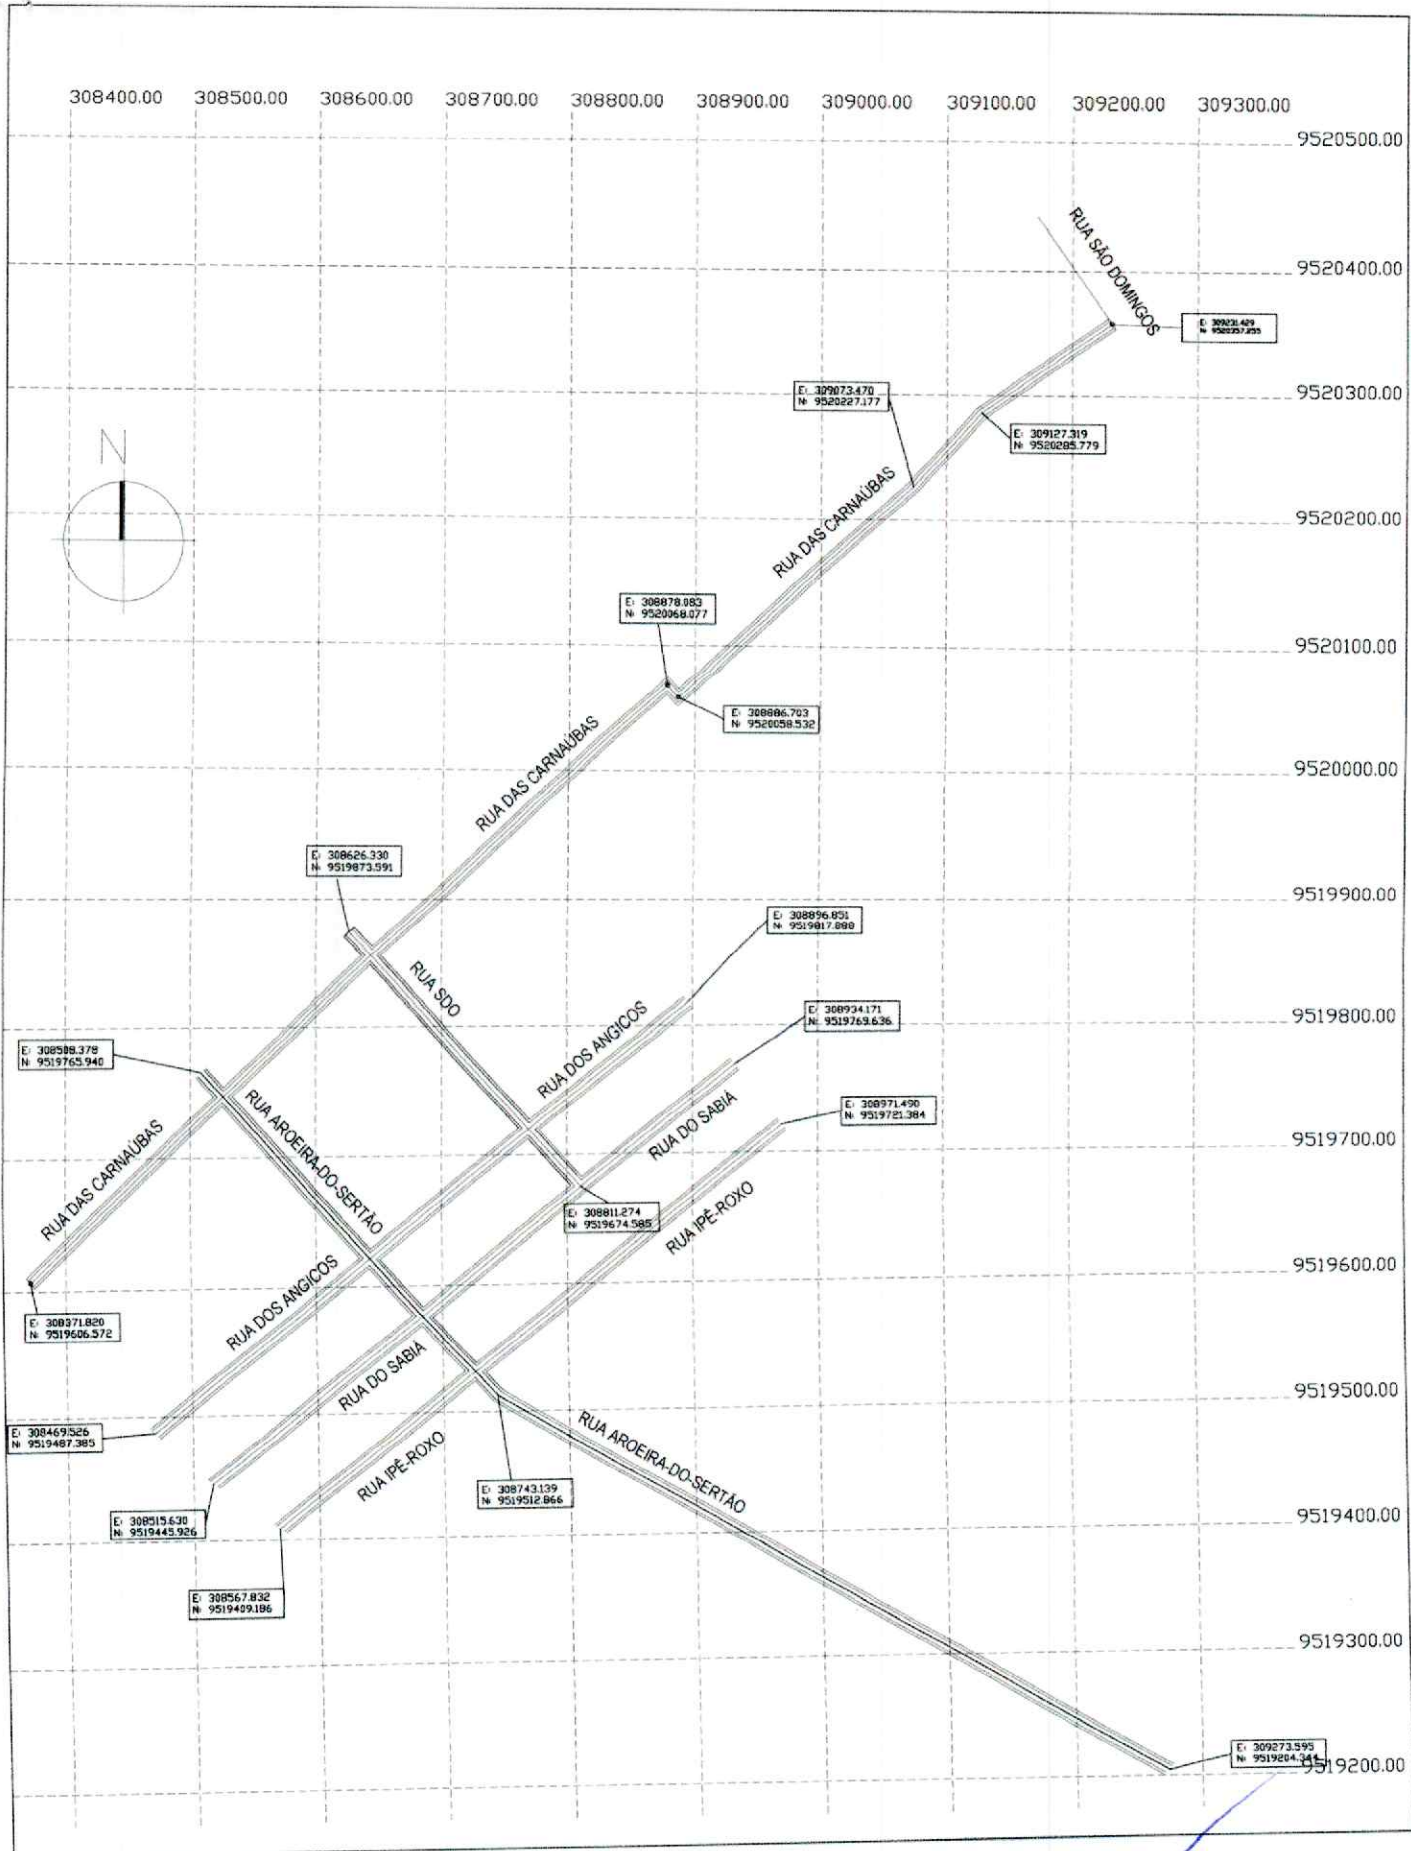 308400.00 308500.00 308600.00 308700.00 308800.00 308900.00 309000.00 309100.00 309200.00 309300.00
9520500.00
RUA SÃO DOMINGOS
9520400.00
E: 309231.429
N: 9520357.255
E: 309073.470
N: 9520227.177
9520300.00
E: 309127.319
N: 9520285.779
N
RUA DAS CARNAÚBAS
9520200.00
E: 308878.083
N: 9520068.077
9520100.00
E: 308886.703
N: 9520058.532
RUA DAS CARNAÚBAS
9520000.00
E: 308626.330
N: 9519873.591
9519900.00
E: 308896.851
N: 9519817.888
RUA SDO
RUA DOS ANGICOS
E: 308934.171
N: 9519769.636
9519800.00
E: 308508.378
N: 9519765.940
RUA AROEIRA-DO-SERTÃO
RUA DO SABIÁ
E: 308971.490
N: 9519721.384
9519700.00
RUA DAS CARNAÚBAS
E: 308811.274
N: 9519674.585
RUA IPÊ-ROXO
9519600.00
RUA DOS ANGICOS
E: 308371.820
N: 9519606.572
RUA DO SABIÁ
9519500.00
E: 308469.526
N: 9519487.385
RUA IPÊ-ROXO
RUA AROEIRA-DO-SERTÃO
E: 308743.139
N: 9519512.866
E: 308515.630
N: 9519445.926
9519400.00
E: 308567.832
N: 9519409.186
9519300.00
E: 309273.595
N: 9519204.344
9519200.00